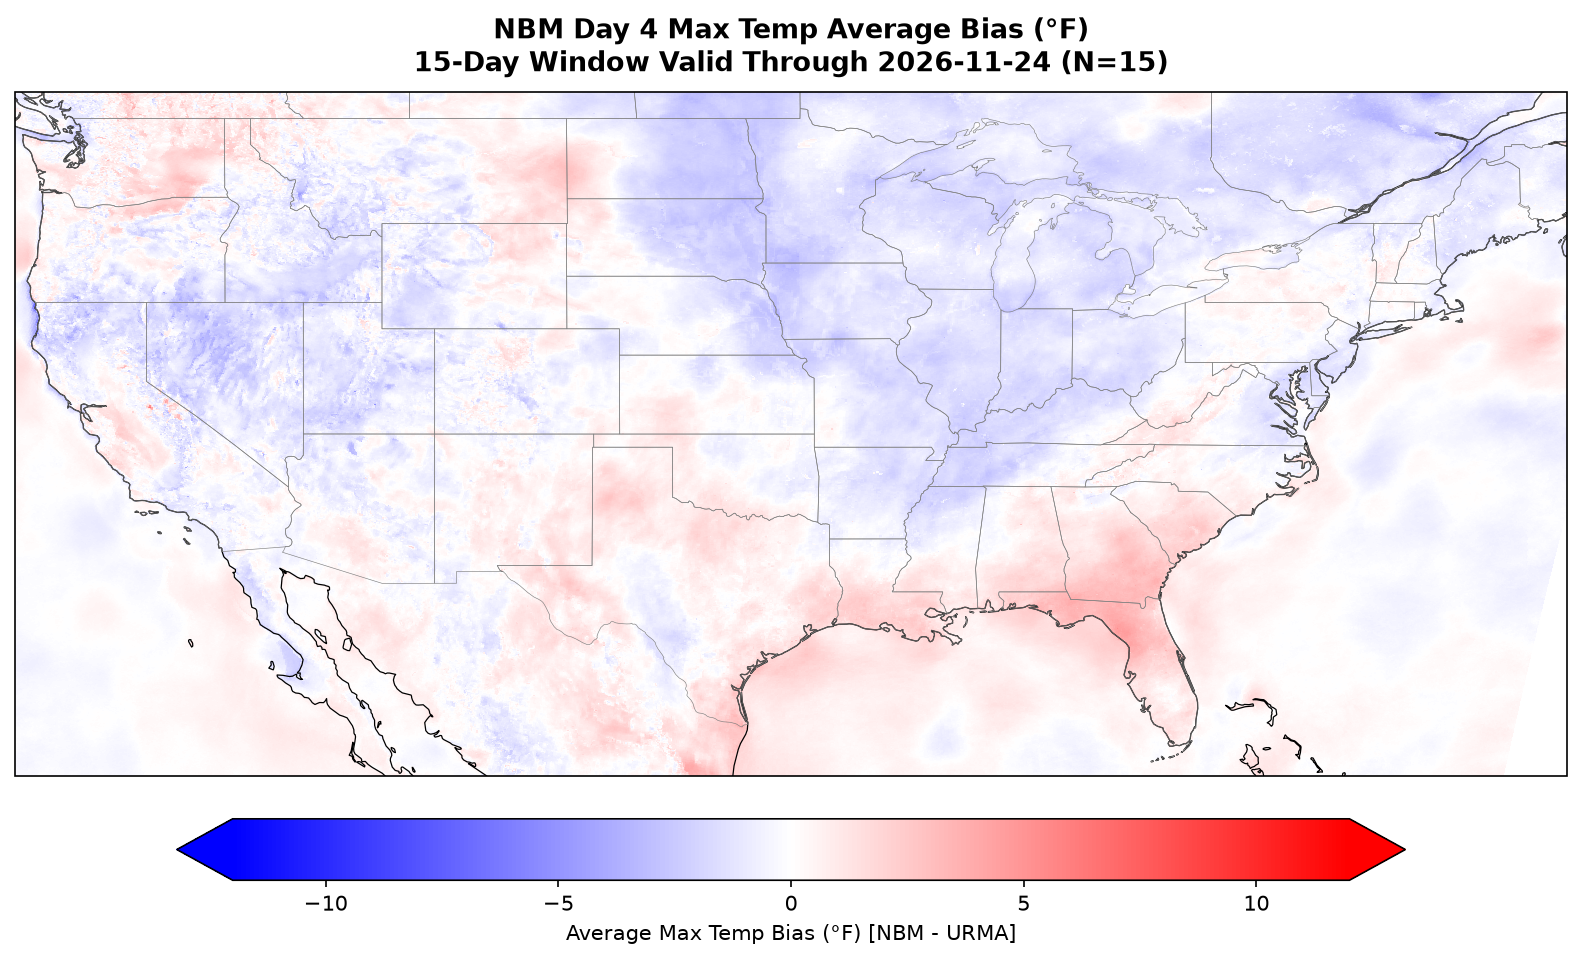 NBM Day 4 Max Temp Average Bias (°F)
15-Day Window Valid Through 2026-11-24 (N=15)
−10 −5 0 5 10
Average Max Temp Bias (°F) [NBM - URMA]